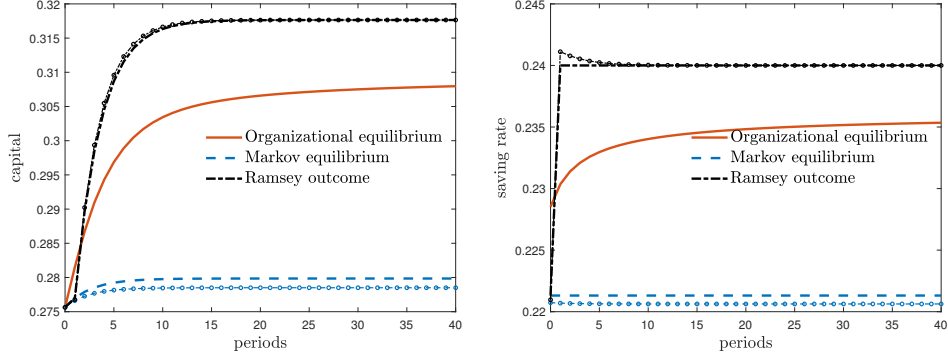 0.32
0.315
0.31
0.305
0.3
0.295
0.29
0.285
0.28
0.275
capital
0 5 10 15 20 25 30 35 40
periods
Organizational equilibrium
Markov equilibrium
Ramsey outcome
0.245
0.24
0.235
0.23
0.225
0.22
saving rate
0 5 10 15 20 25 30 35 40
periods
Organizational equilibrium
Markov equilibrium
Ramsey outcome